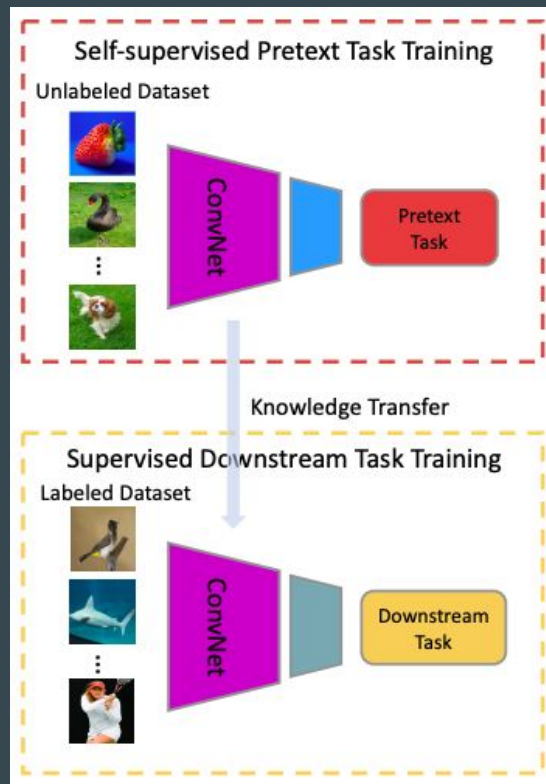 Self-supervised Pretext Task Training
Unlabeled Dataset
ConvNet
Pretext
Task
Knowledge Transfer
Supervised Downstream Task Training
Labeled Dataset
ConvNet
Downstream
Task